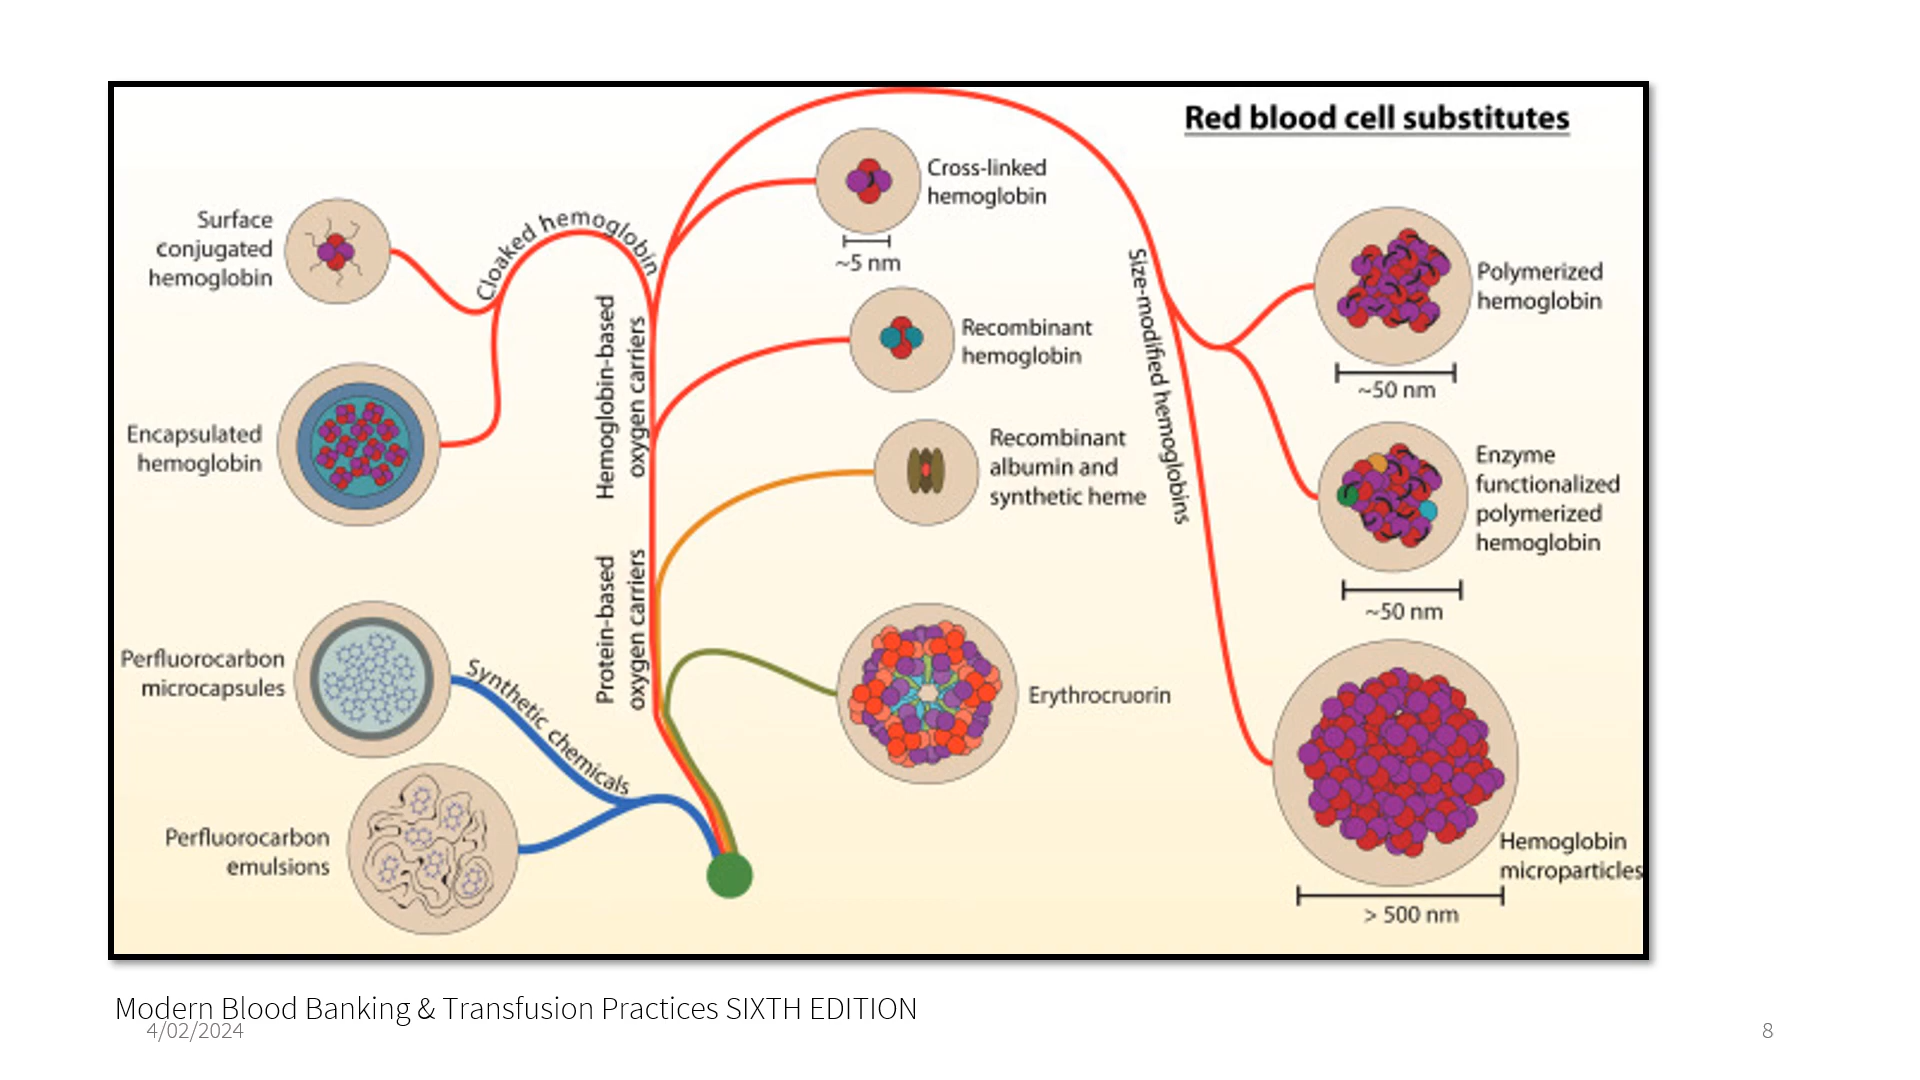 Red blood cell substitutes
Surface
conjugated
hemoglobin
Cloaked hemoglobin
Encapsulated
hemoglobin
Hemoglobin-based
oxygen carriers
Cross-linked
hemoglobin
~5 nm
Recombinant
hemoglobin
Recombinant
albumin and
synthetic heme
Size-modified hemoglobins
Polymerized
hemoglobin
~50 nm
Enzyme
functionalized
polymerized
hemoglobin
~50 nm
Protein-based
oxygen carriers
Perfluorocarbon
microcapsules
Synthetic chemicals
Perfluorocarbon
emulsions
Erythrocruorin
Hemoglobin
microparticles
> 500 nm
Modern Blood Banking & Transfusion Practices SIXTH EDITION
4/02/2024
8